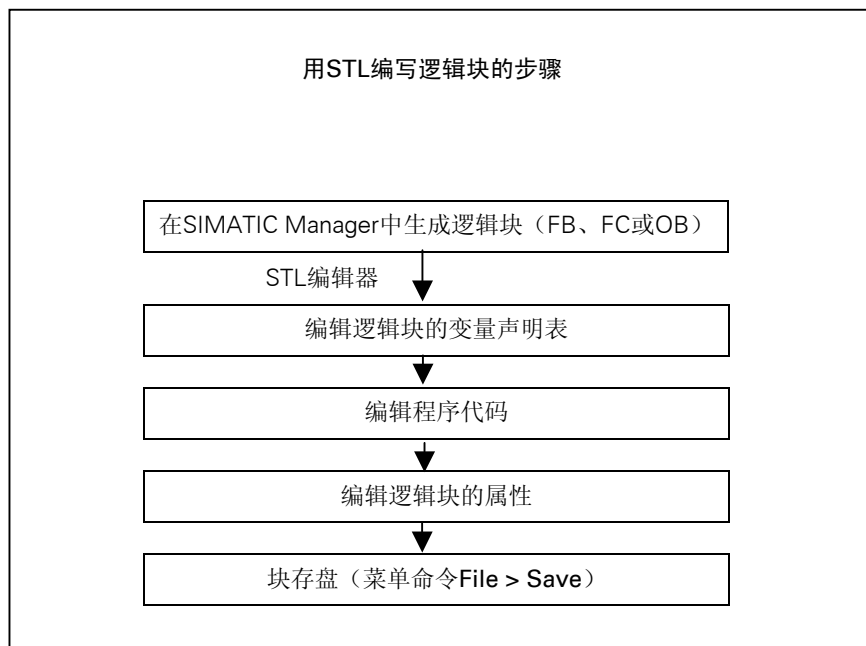 用STL编写逻辑块的步骤
在SIMATIC Manager中生成逻辑块（FB、FC或OB）
STL编辑器
编辑逻辑块的变量声明表
编辑程序代码
编辑逻辑块的属性
块存盘（菜单命令File > Save）